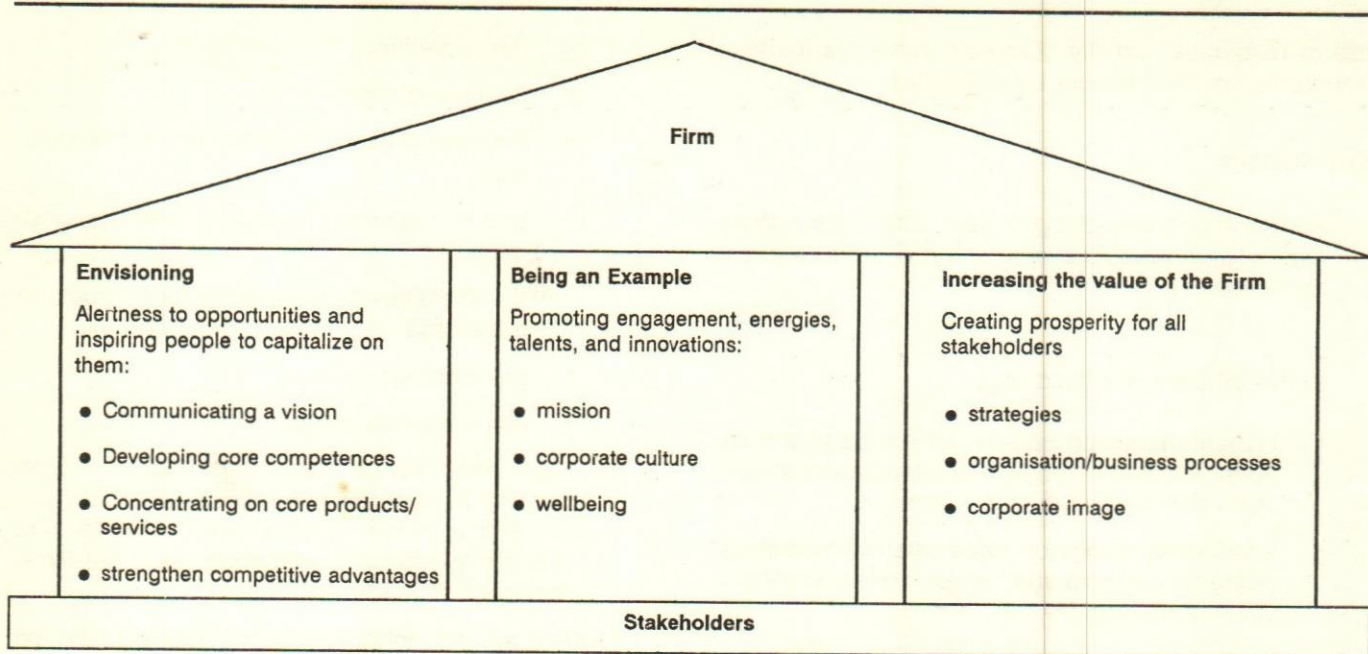 Firm
Envisioning
Alertness to opportunities and
inspiring people to capitalize on
them:
● Communicating a vision
● Developing core competences
● Concentrating on core products/
services
● strengthen competitive advantages
Being an Example
Promoting engagement, energies,
talents, and innovations:
● mission
● corporate culture
● wellbeing
Increasing the value of the Firm
Creating prosperity for all
stakeholders
● strategies
● organisation/business processes
● corporate image
Stakeholders